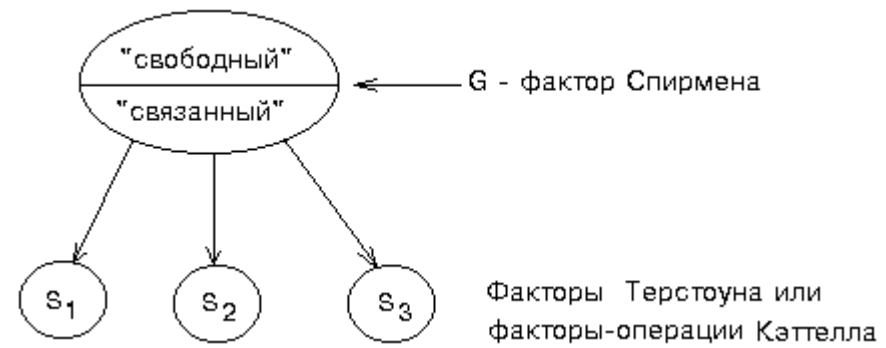 "свободный"
G - фактор Спирмена
"связанный"
S1
S2
S3
Факторы Терстоуна или
факторы-операции Кэттелла